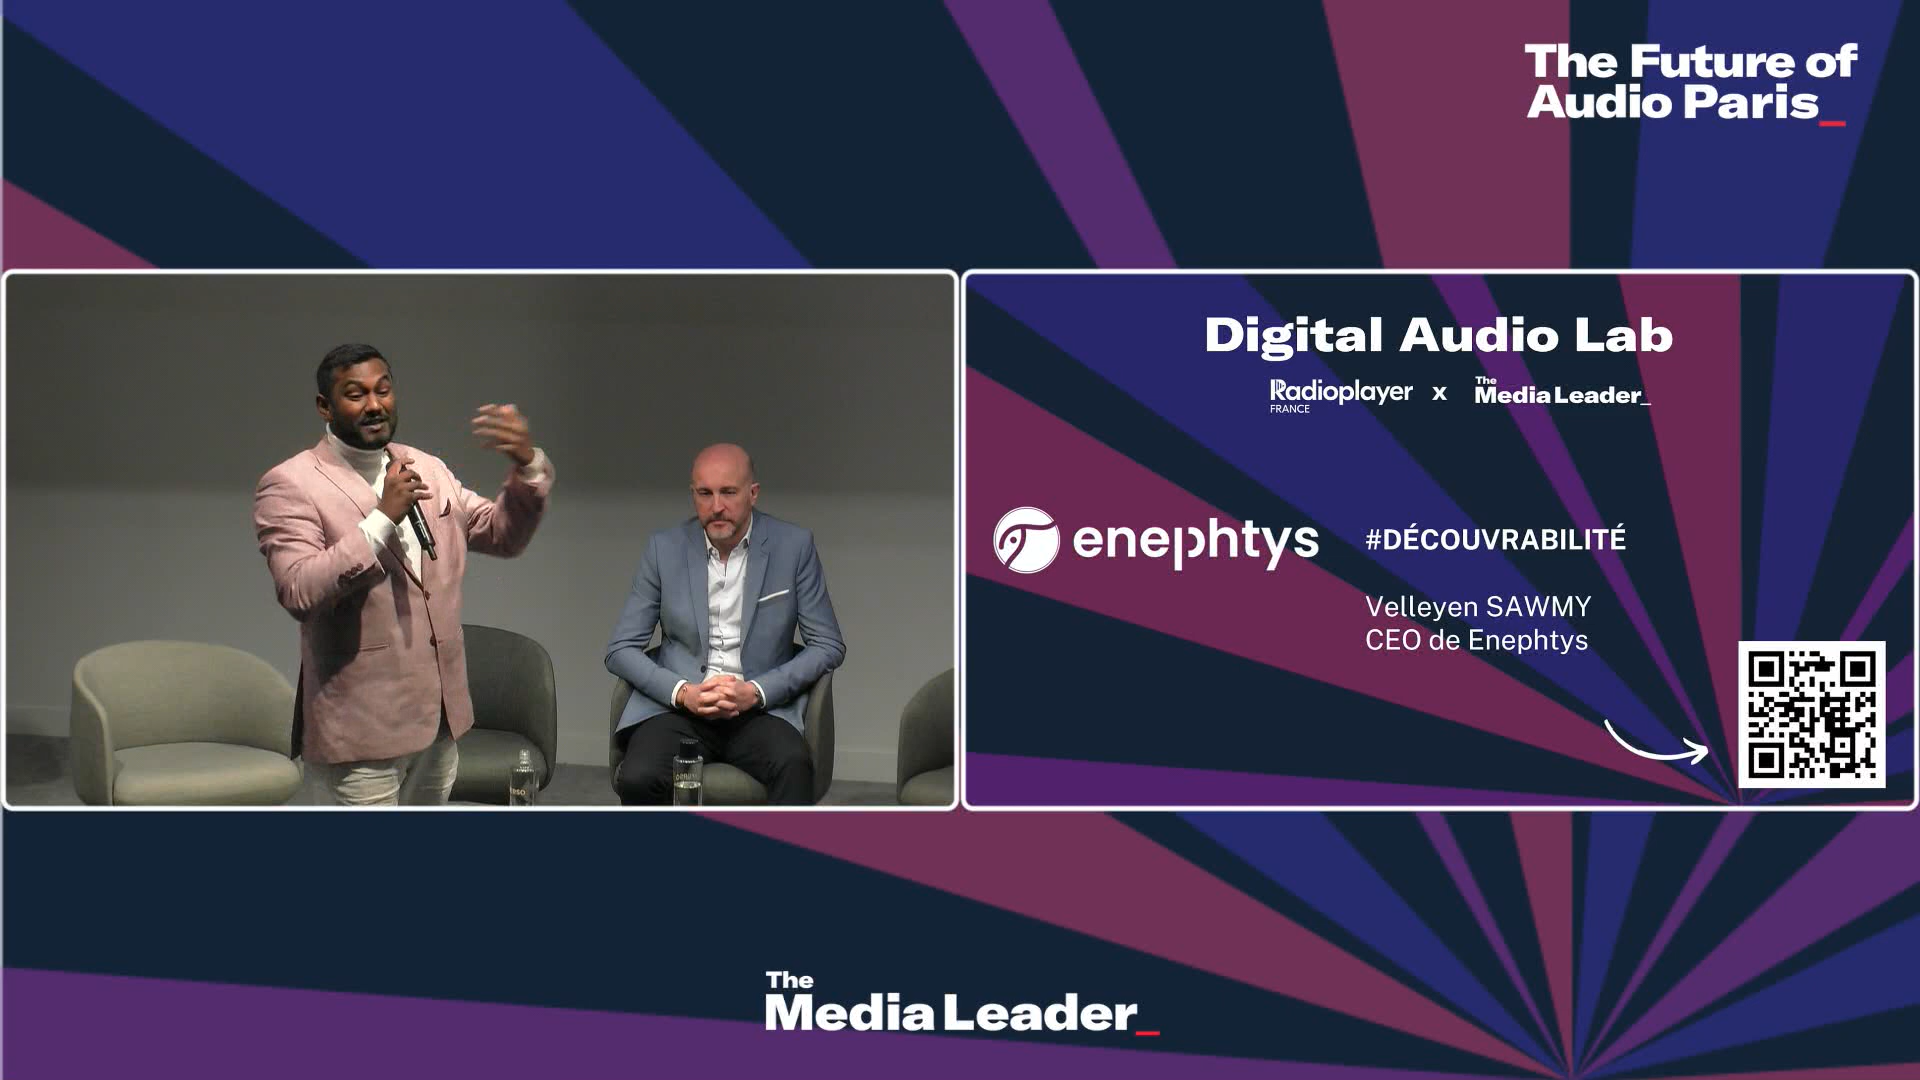 The Future of
Audio Paris_
Digital Audio Lab
Radioplayer
FRANCE
x
The
Media Leader_
enephtys
#DÉCOUVRABILITÉ
Velleyen SAWMY
CEO de Enephtys
The
Media Leader_